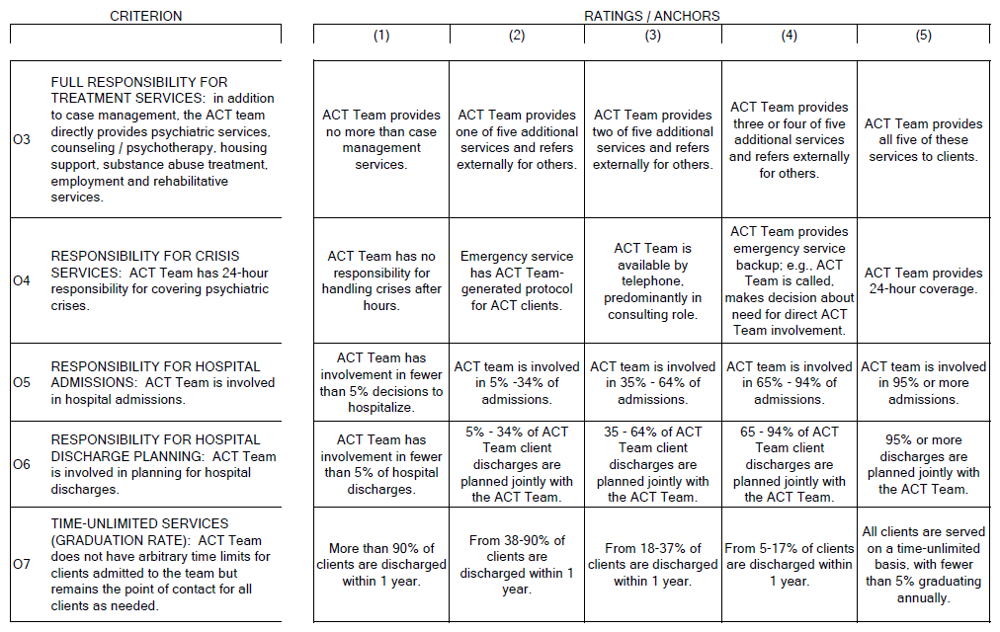 CRITERION
RATINGS / ANCHORS
(1)
(2)
(3)
(4)
(5)
O3
FULL RESPONSIBILITY FOR
TREATMENT SERVICES:  in addition
to case management, the ACT team
directly provides psychiatric services,
counseling / psychotherapy, housing
support, substance abuse treatment,
employment and rehabilitative
services.
ACT Team provides
no more than case
management
services.
ACT Team provides
one of five additional
services and refers
externally for others.
ACT Team provides
two of five additional
services and refers
externally for others.
ACT Team provides
three or four of five
additional services
and refers externally
for others.
ACT Team provides
all five of these
services to clients.
O4
RESPONSIBILITY FOR CRISIS
SERVICES:  ACT Team has 24-hour
responsibility for covering psychiatric
crises.
ACT Team has no
responsibility for
handling crises after
hours.
Emergency service
has ACT Team-
generated protocol
for ACT clients.
ACT Team is
available by
telephone,
predominantly in
consulting role.
ACT Team provides
emergency service
backup; e.g., ACT
Team is called,
makes decision about
need for direct ACT
Team involvement.
ACT Team provides
24-hour coverage.
O5
RESPONSIBILITY FOR HOSPITAL
ADMISSIONS:  ACT Team is involved
in hospital admissions.
ACT Team has
involvement in fewer
than 5% decisions to
hospitalize.
ACT team is involved
in 5% -34% of
admissions.
ACT team is involved
in 35% - 64% of
admissions.
ACT team is involved
in 65% - 94% of
admissions.
ACT team is involved
in 95% or more
admissions.
O6
RESPONSIBILITY FOR HOSPITAL
DISCHARGE PLANNING:  ACT Team
is involved in planning for hospital
discharges.
ACT Team has
involvement in fewer
than 5% of hospital
discharges.
5% - 34% of ACT
Team client
discharges are
planned jointly with
the ACT Team.
35 - 64% of ACT
Team client
discharges are
planned jointly with
the ACT Team.
65 - 94% of ACT
Team client
discharges are
planned jointly with
the ACT Team.
95% or more
discharges are
planned jointly with
the ACT Team.
O7
TIME-UNLIMITED SERVICES
(GRADUATION RATE):  ACT Team
does not have arbitrary time limits for
clients admitted to the team but
remains the point of contact for all
clients as needed.
More than 90% of
clients are discharged
within 1 year.
From 38-90% of
clients are
discharged within 1
year.
From 18-37% of
clients are discharged
within 1 year.
From 5-17% of clients
are discharged within
1 year.
All clients are served
on a time-unlimited
basis, with fewer
than 5% graduating
annually.